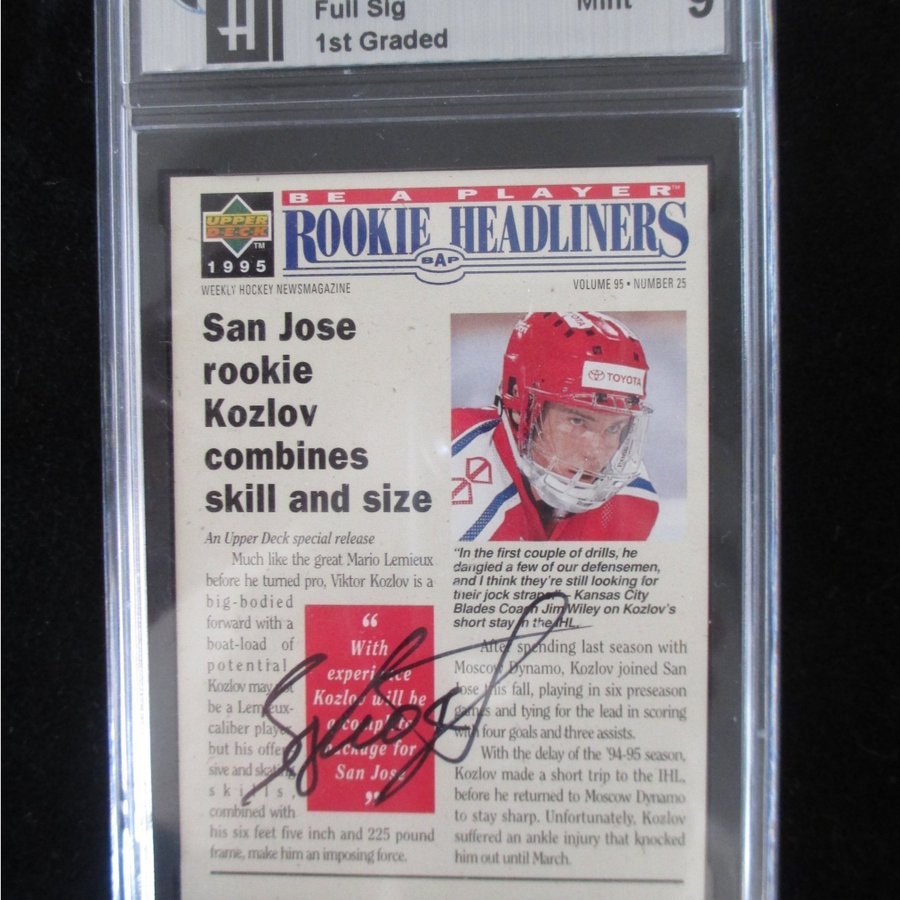 Full Sig
Mint 9
1st Graded
BE A PLAYER™
UPPER DECK™
ROOKIE HEADLINERS
BAP
1995
WEEKLY HOCKEY NEWSMAGAZINE
VOLUME 95 • NUMBER 25
San Jose
rookie
Kozlov
combines
skill and size
An Upper Deck special release
Much like the great Mario Lemieux
before he turned pro, Viktor Kozlov is a
big-bodied
forward with a
boat-load of
potential
Kozlov may not
be a Lemieux-
caliber player
but his offen-
sive and skating
skills,
combined with
his six feet five inch and 225 pound
frame, make him an imposing force.
“
With
experience
Kozlov will be
a complete
package for
San Jose
”
TOYOTA
TOYOTA
"In the first couple of drills, he
dangled a few of our defensemen,
and I think they're still looking for
their jock straps" - Kansas City
Blades Coach Jim Wiley on Kozlov's
short stay in the IHL.
After spending last season with
Moscow Dynamo, Kozlov joined San
Jose this fall, playing in six preseason
games and tying for the lead in scoring
with four goals and three assists.
With the delay of the '94-95 season,
Kozlov made a short trip to the IHL,
before he returned to Moscow Dynamo
to stay sharp. Unfortunately, Kozlov
suffered an ankle injury that knocked
him out until March.